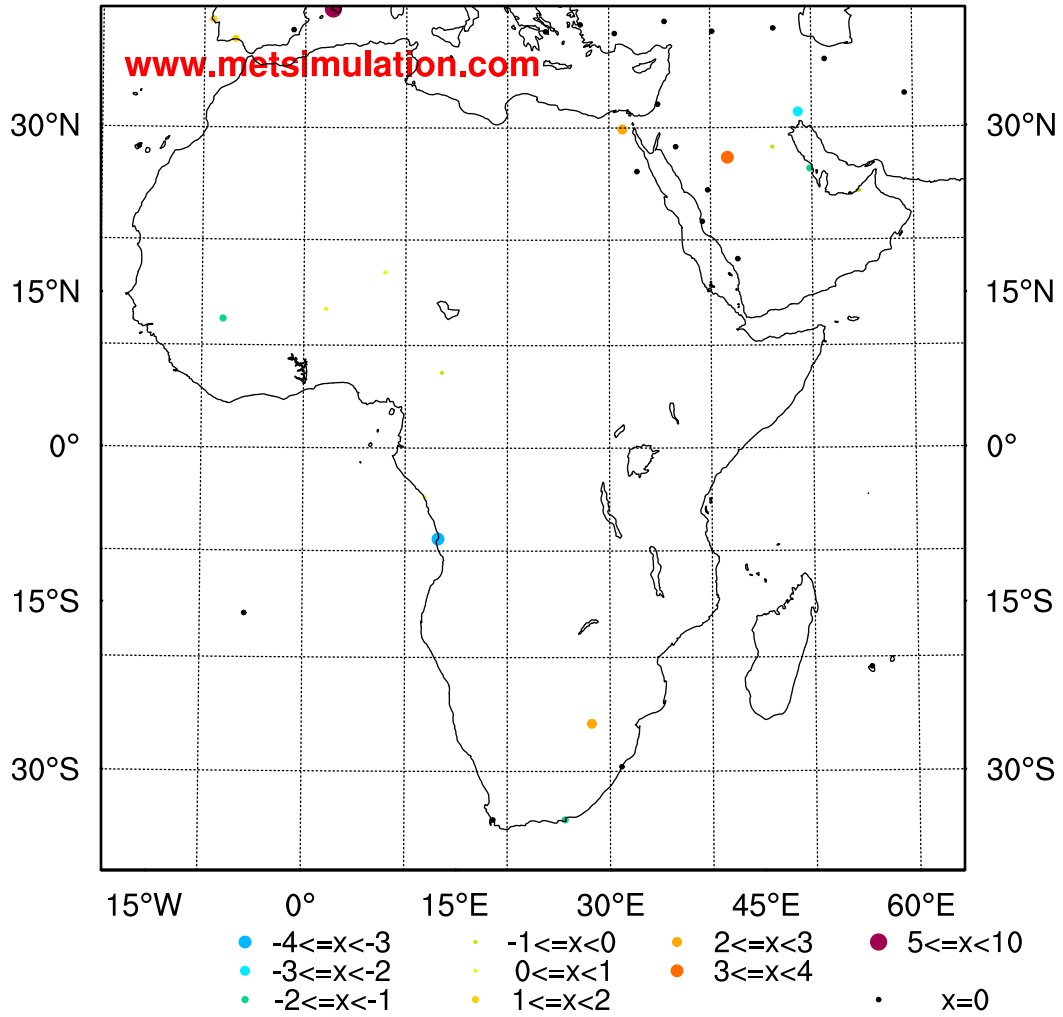 www.metsimulation.com
30°N 30°N
15°N 15°N
0° 0°
15°S 15°S
30°S 30°S
15°W 0° 15°E 30°E 45°E 60°E
-4<=x<-3 -1<=x<0 2<=x<3 5<=x<10
-3<=x<-2 0<=x<1 3<=x<4
-2<=x<-1 1<=x<2 x=0